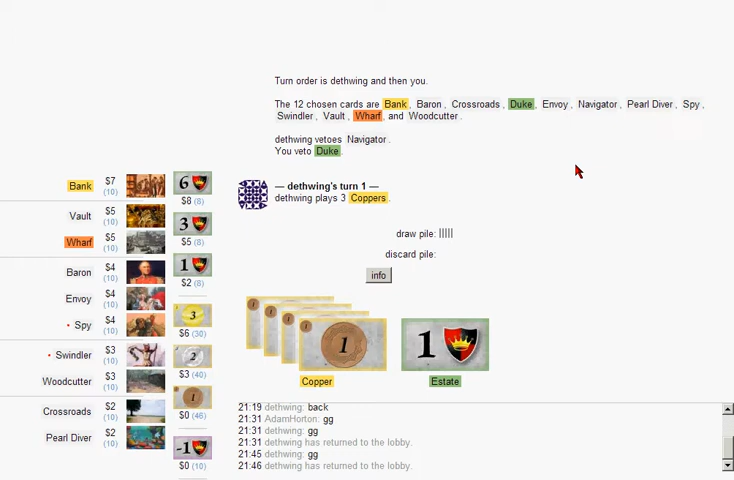 Turn order is dethwing and then you.
The 12 chosen cards are Bank, Baron, Crossroads, Duke, Envoy, Navigator, Pearl Diver, Spy,
Swindler, Vault, Wharf, and Woodcutter.
dethwing vetoes Navigator.
You veto Duke.
— dethwing's turn 1 —
dethwing plays 3 Coppers.
draw pile: |||||
discard pile:
info
Bank $7 (10)
Vault $5 (10)
Wharf $5 (10)
Baron $4 (10)
Envoy $4 (10)
• Spy $4 (10)
• Swindler $3 (10)
Woodcutter $3 (10)
Crossroads $2 (10)
Pearl Diver $2 (10)
6
$8 (8)
3
$5 (8)
1
$2 (8)
3
$6 (30)
2
$3 (40)
1
$0 (46)
-1
$0 (10)
1
Copper
1
Estate
21:19 dethwing: back
21:31 AdamHorton: gg
21:31 dethwing: gg
21:31 dethwing has returned to the lobby.
21:45 dethwing: gg
21:46 dethwing has returned to the lobby.